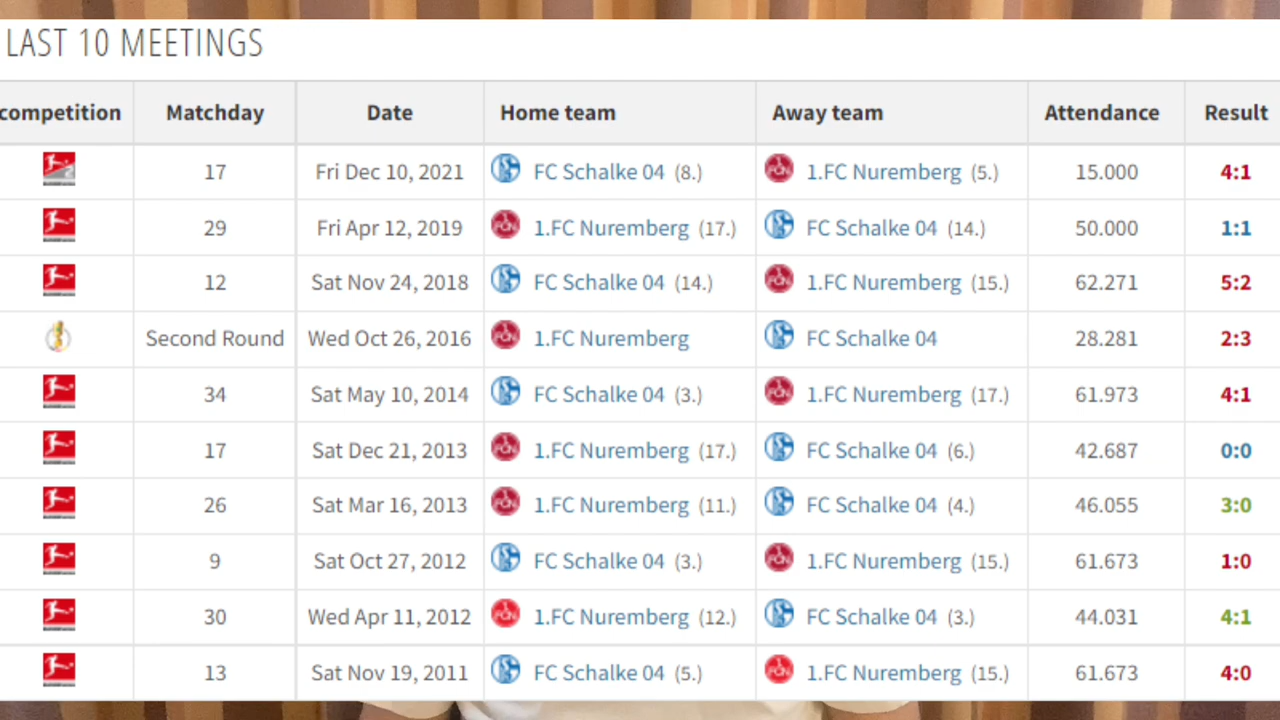 LAST 10 MEETINGS
competition Matchday Date Home team Away team Attendance Result
17 Fri Dec 10, 2021 FC Schalke 04 (8.) 1.FC Nuremberg (5.) 15.000 4:1
29 Fri Apr 12, 2019 1.FC Nuremberg (17.) FC Schalke 04 (14.) 50.000 1:1
12 Sat Nov 24, 2018 FC Schalke 04 (14.) 1.FC Nuremberg (15.) 62.271 5:2
Second Round Wed Oct 26, 2016 1.FC Nuremberg FC Schalke 04 28.281 2:3
34 Sat May 10, 2014 FC Schalke 04 (3.) 1.FC Nuremberg (17.) 61.973 4:1
17 Sat Dec 21, 2013 1.FC Nuremberg (17.) FC Schalke 04 (6.) 42.687 0:0
26 Sat Mar 16, 2013 1.FC Nuremberg (11.) FC Schalke 04 (4.) 46.055 3:0
9 Sat Oct 27, 2012 FC Schalke 04 (3.) 1.FC Nuremberg (15.) 61.673 1:0
30 Wed Apr 11, 2012 1.FC Nuremberg (12.) FC Schalke 04 (3.) 44.031 4:1
13 Sat Nov 19, 2011 FC Schalke 04 (5.) 1.FC Nuremberg (15.) 61.673 4:0